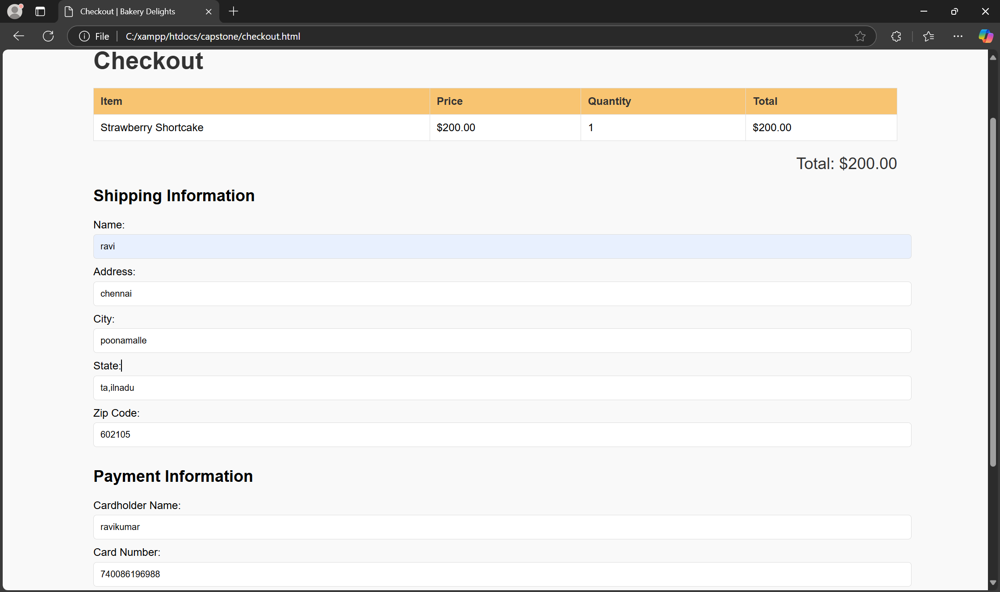 Checkout | Bakery Delights
File C:/xampp/htdocs/capstone/checkout.html
Checkout
Item Price Quantity Total
Strawberry Shortcake $200.00 1 $200.00
Total: $200.00
Shipping Information
Name:
ravi
Address:
chennai
City:
poonamalle
State:
ta,ilnadu
Zip Code:
602105
Payment Information
Cardholder Name:
ravikumar
Card Number:
740086196988